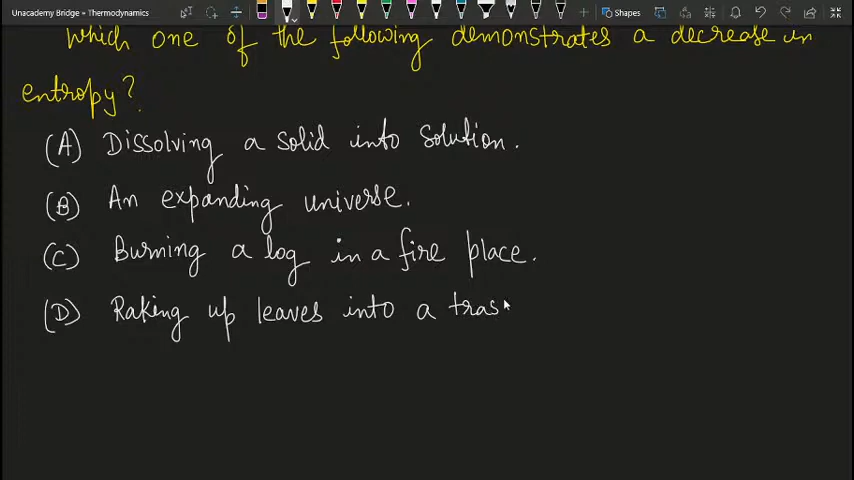 Unacademy Bridge - Thermodynamics
Shapes
Which one of the following demonstrates a decrease in
entropy?
(A) Dissolving a solid into solution.
(B) An expanding universe.
(C) Burning a log in a fire place.
(D) Raking up leaves into a tras